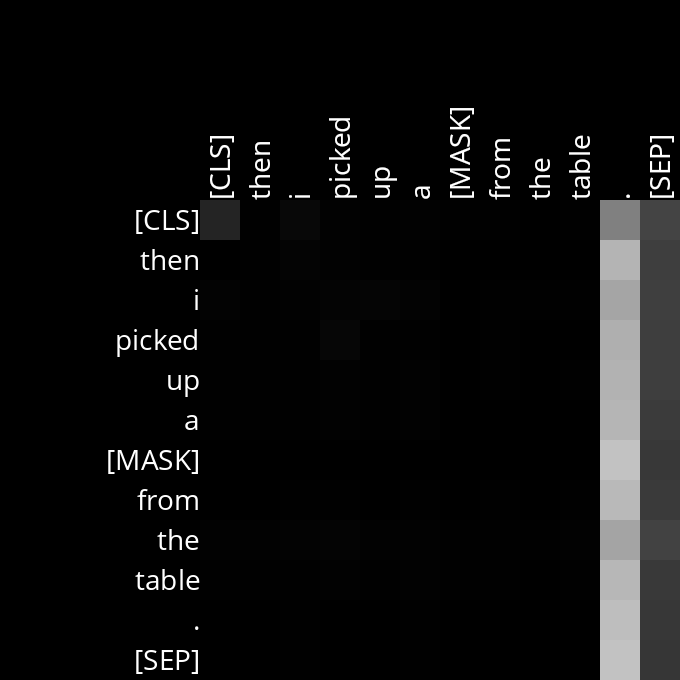 [CLS] then i picked up a [MASK] from the table . [SEP]
[CLS]
then
i
picked
up
a
[MASK]
from
the
table
.
[SEP]